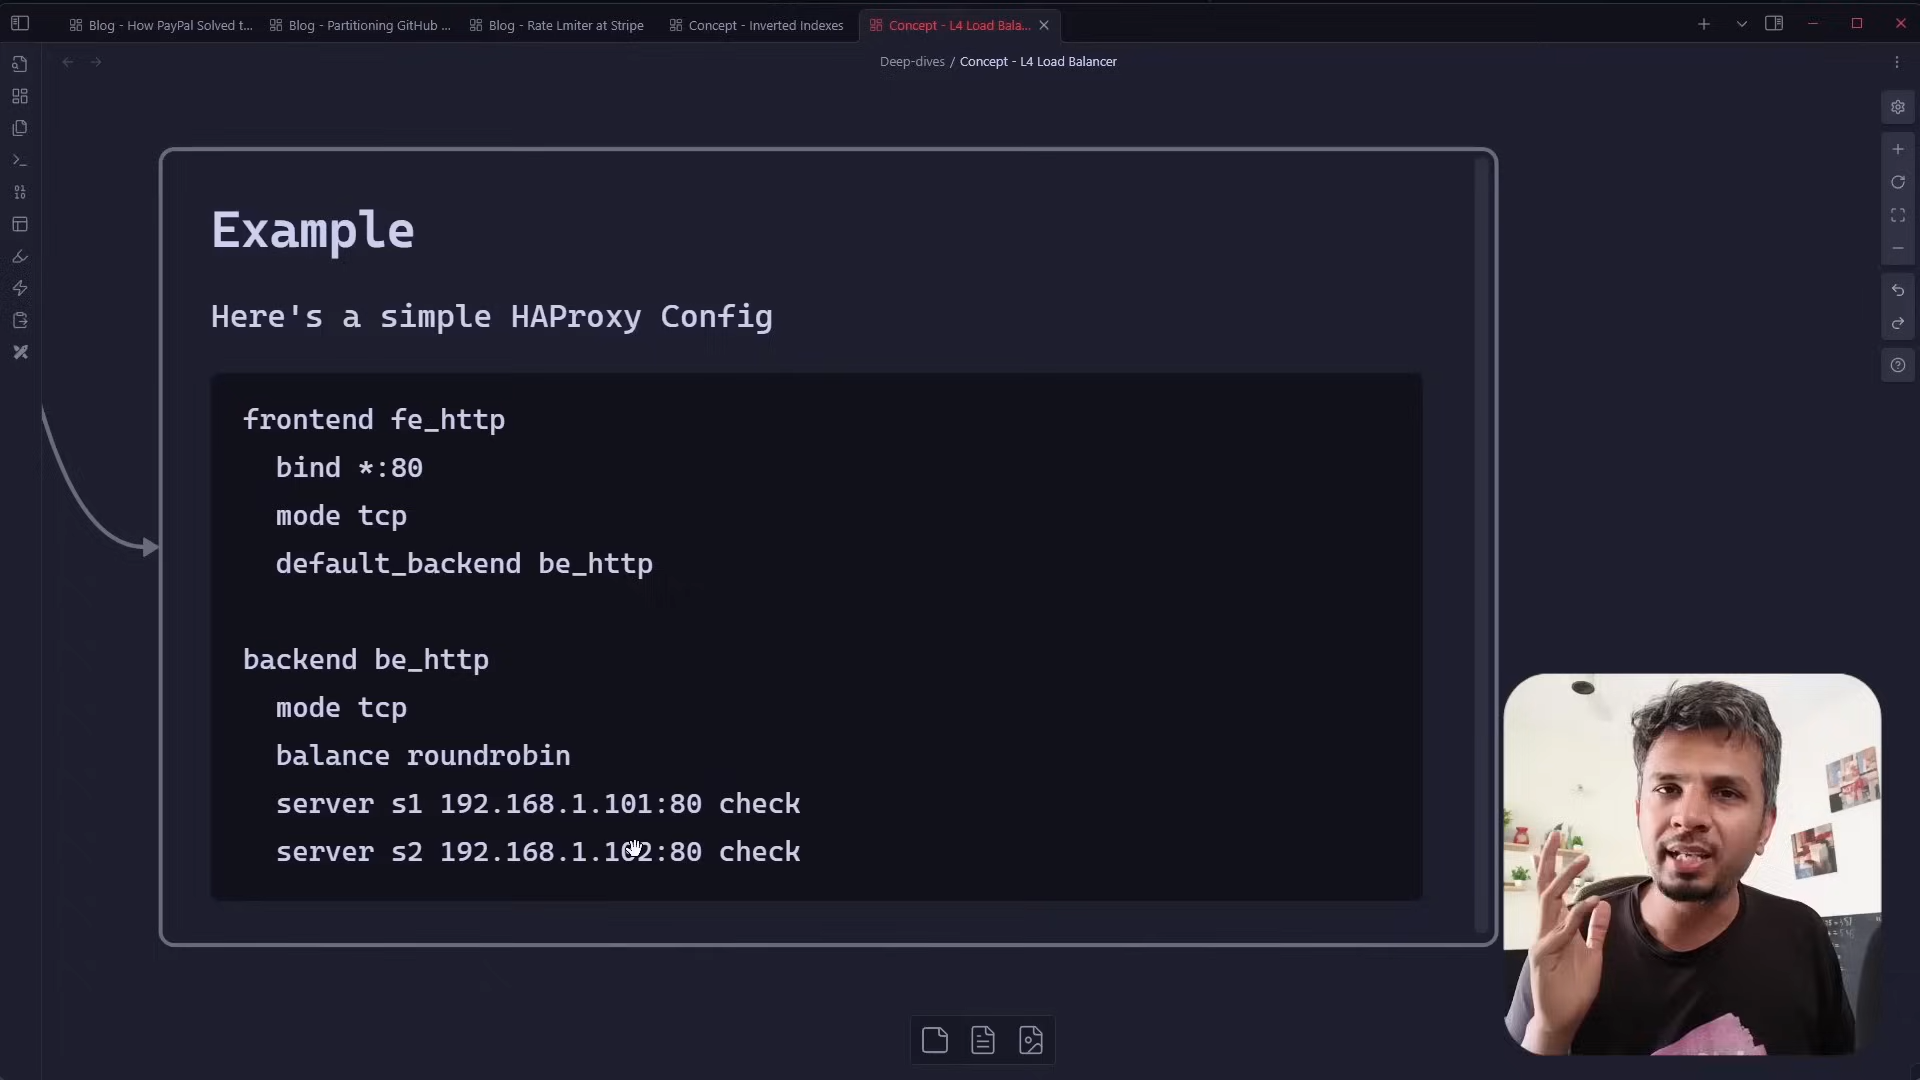 Blog - How PayPal Solved t...
Blog - Partitioning GitHub ...
Blog - Rate Lmiter at Stripe
Concept - Inverted Indexes
Concept - L4 Load Bala...
Deep-dives / Concept - L4 Load Balancer
Example
Here's a simple HAProxy Config
frontend fe_http
bind *:80
mode tcp
default_backend be_http
backend be_http
mode tcp
balance roundrobin
server s1 192.168.1.101:80 check
server s2 192.168.1.102:80 check